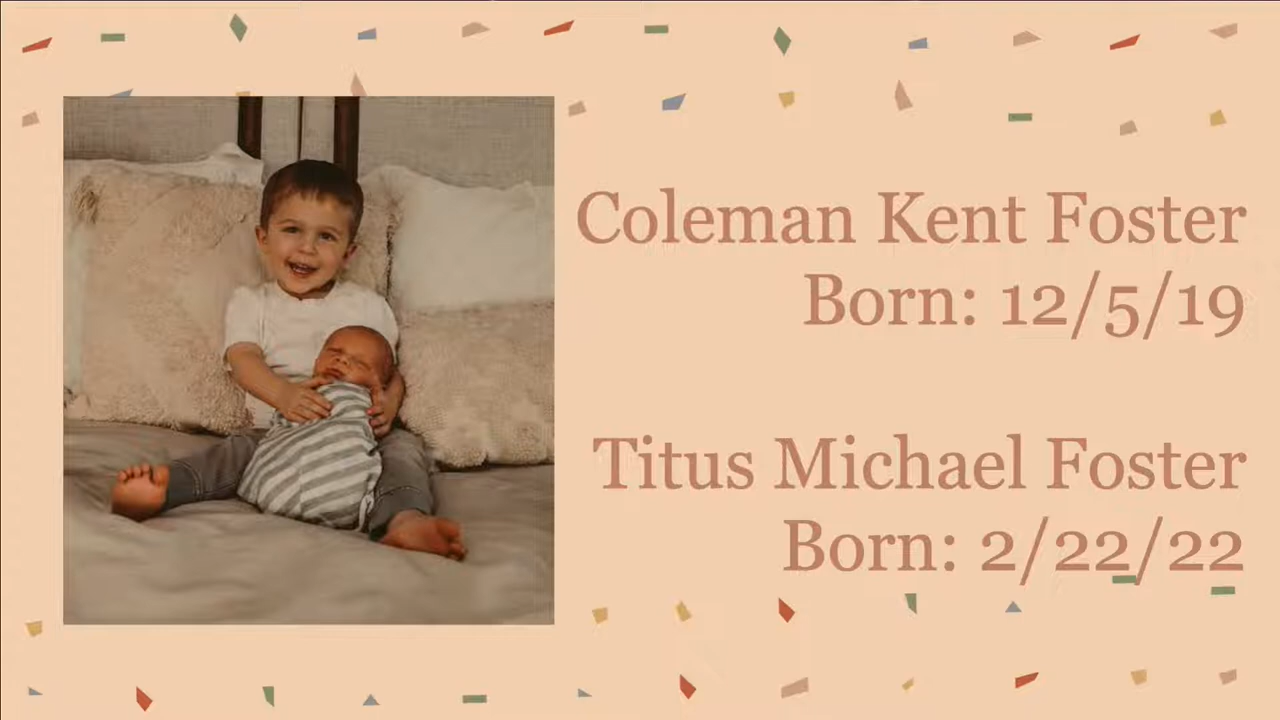 Coleman Kent Foster
Born: 12/5/19
Titus Michael Foster
Born: 2/22/22